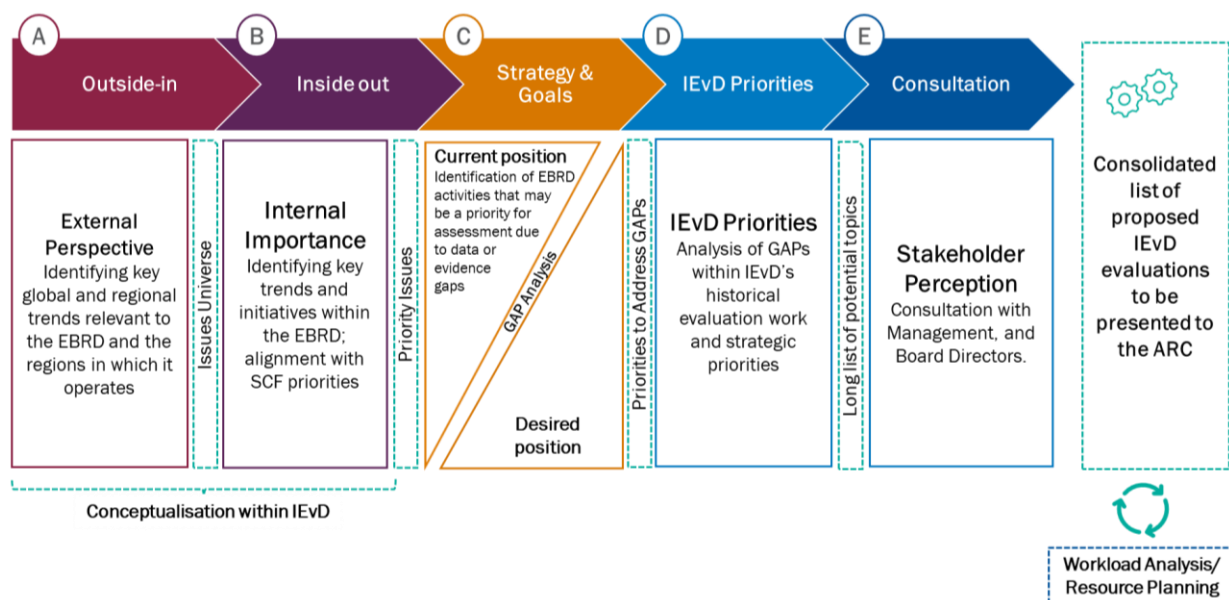 A
B
C
D
E
Outside-in
Inside out
Strategy &
Goals
IEvD Priorities
Consultation
External
Perspective
Identifying key
global and regional
trends relevant to
the EBRD and the
regions in which it
operates
Issues Universe
Internal
Importance
Identifying key
trends and
initiatives within
the EBRD;
alignment with
SCF priorities
Priority Issues
Current position
Identification of EBRD
activities that may
be a priority for
assessment due
to data or
evidence
gaps
GAP Analysis
Desired
position
Priorities to Address GAPs
IEvD Priorities
Analysis of GAPs
within IEvD's
historical
evaluation work
and strategic
priorities
Long list of potential topics
Stakeholder
Perception
Consultation with
Management, and
Board Directors.
Consolidated
list of
proposed
IEvD
evaluations
to be
presented to
the ARC
Conceptualisation within IEvD
Workload Analysis/
Resource Planning